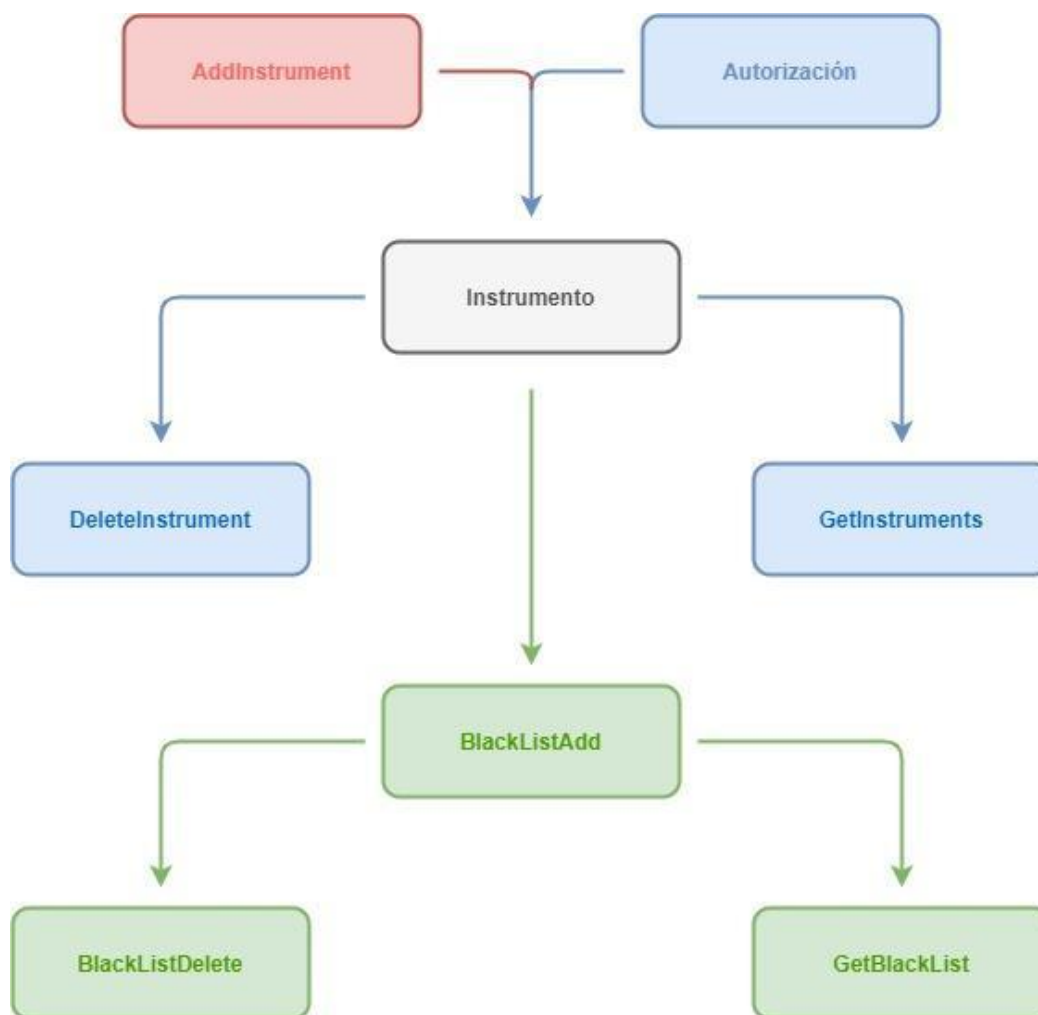 AddInstrument
Autorización
Instrumento
DeleteInstrument
GetInstruments
BlackListAdd
BlackListDelete
GetBlackList